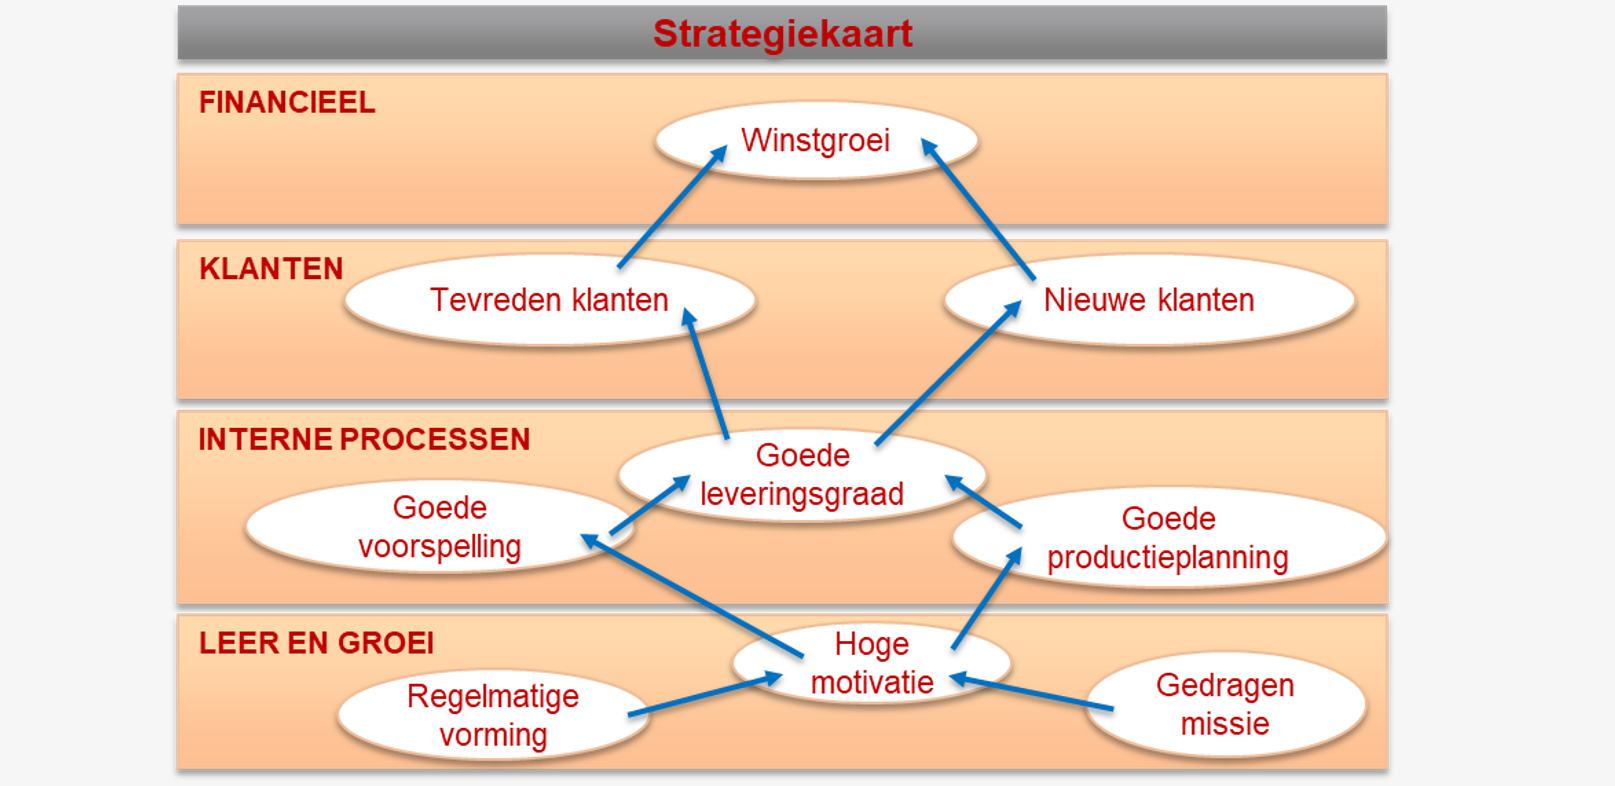 Strategiekaart
FINANCIEEL
Winstgroei
KLANTEN
Tevreden klanten
Nieuwe klanten
INTERNE PROCESSEN
Goede
leveringsgraad
Goede
voorspelling
Goede
productieplanning
LEER EN GROEI
Hoge
motivatie
Regelmatige
vorming
Gedragen
missie